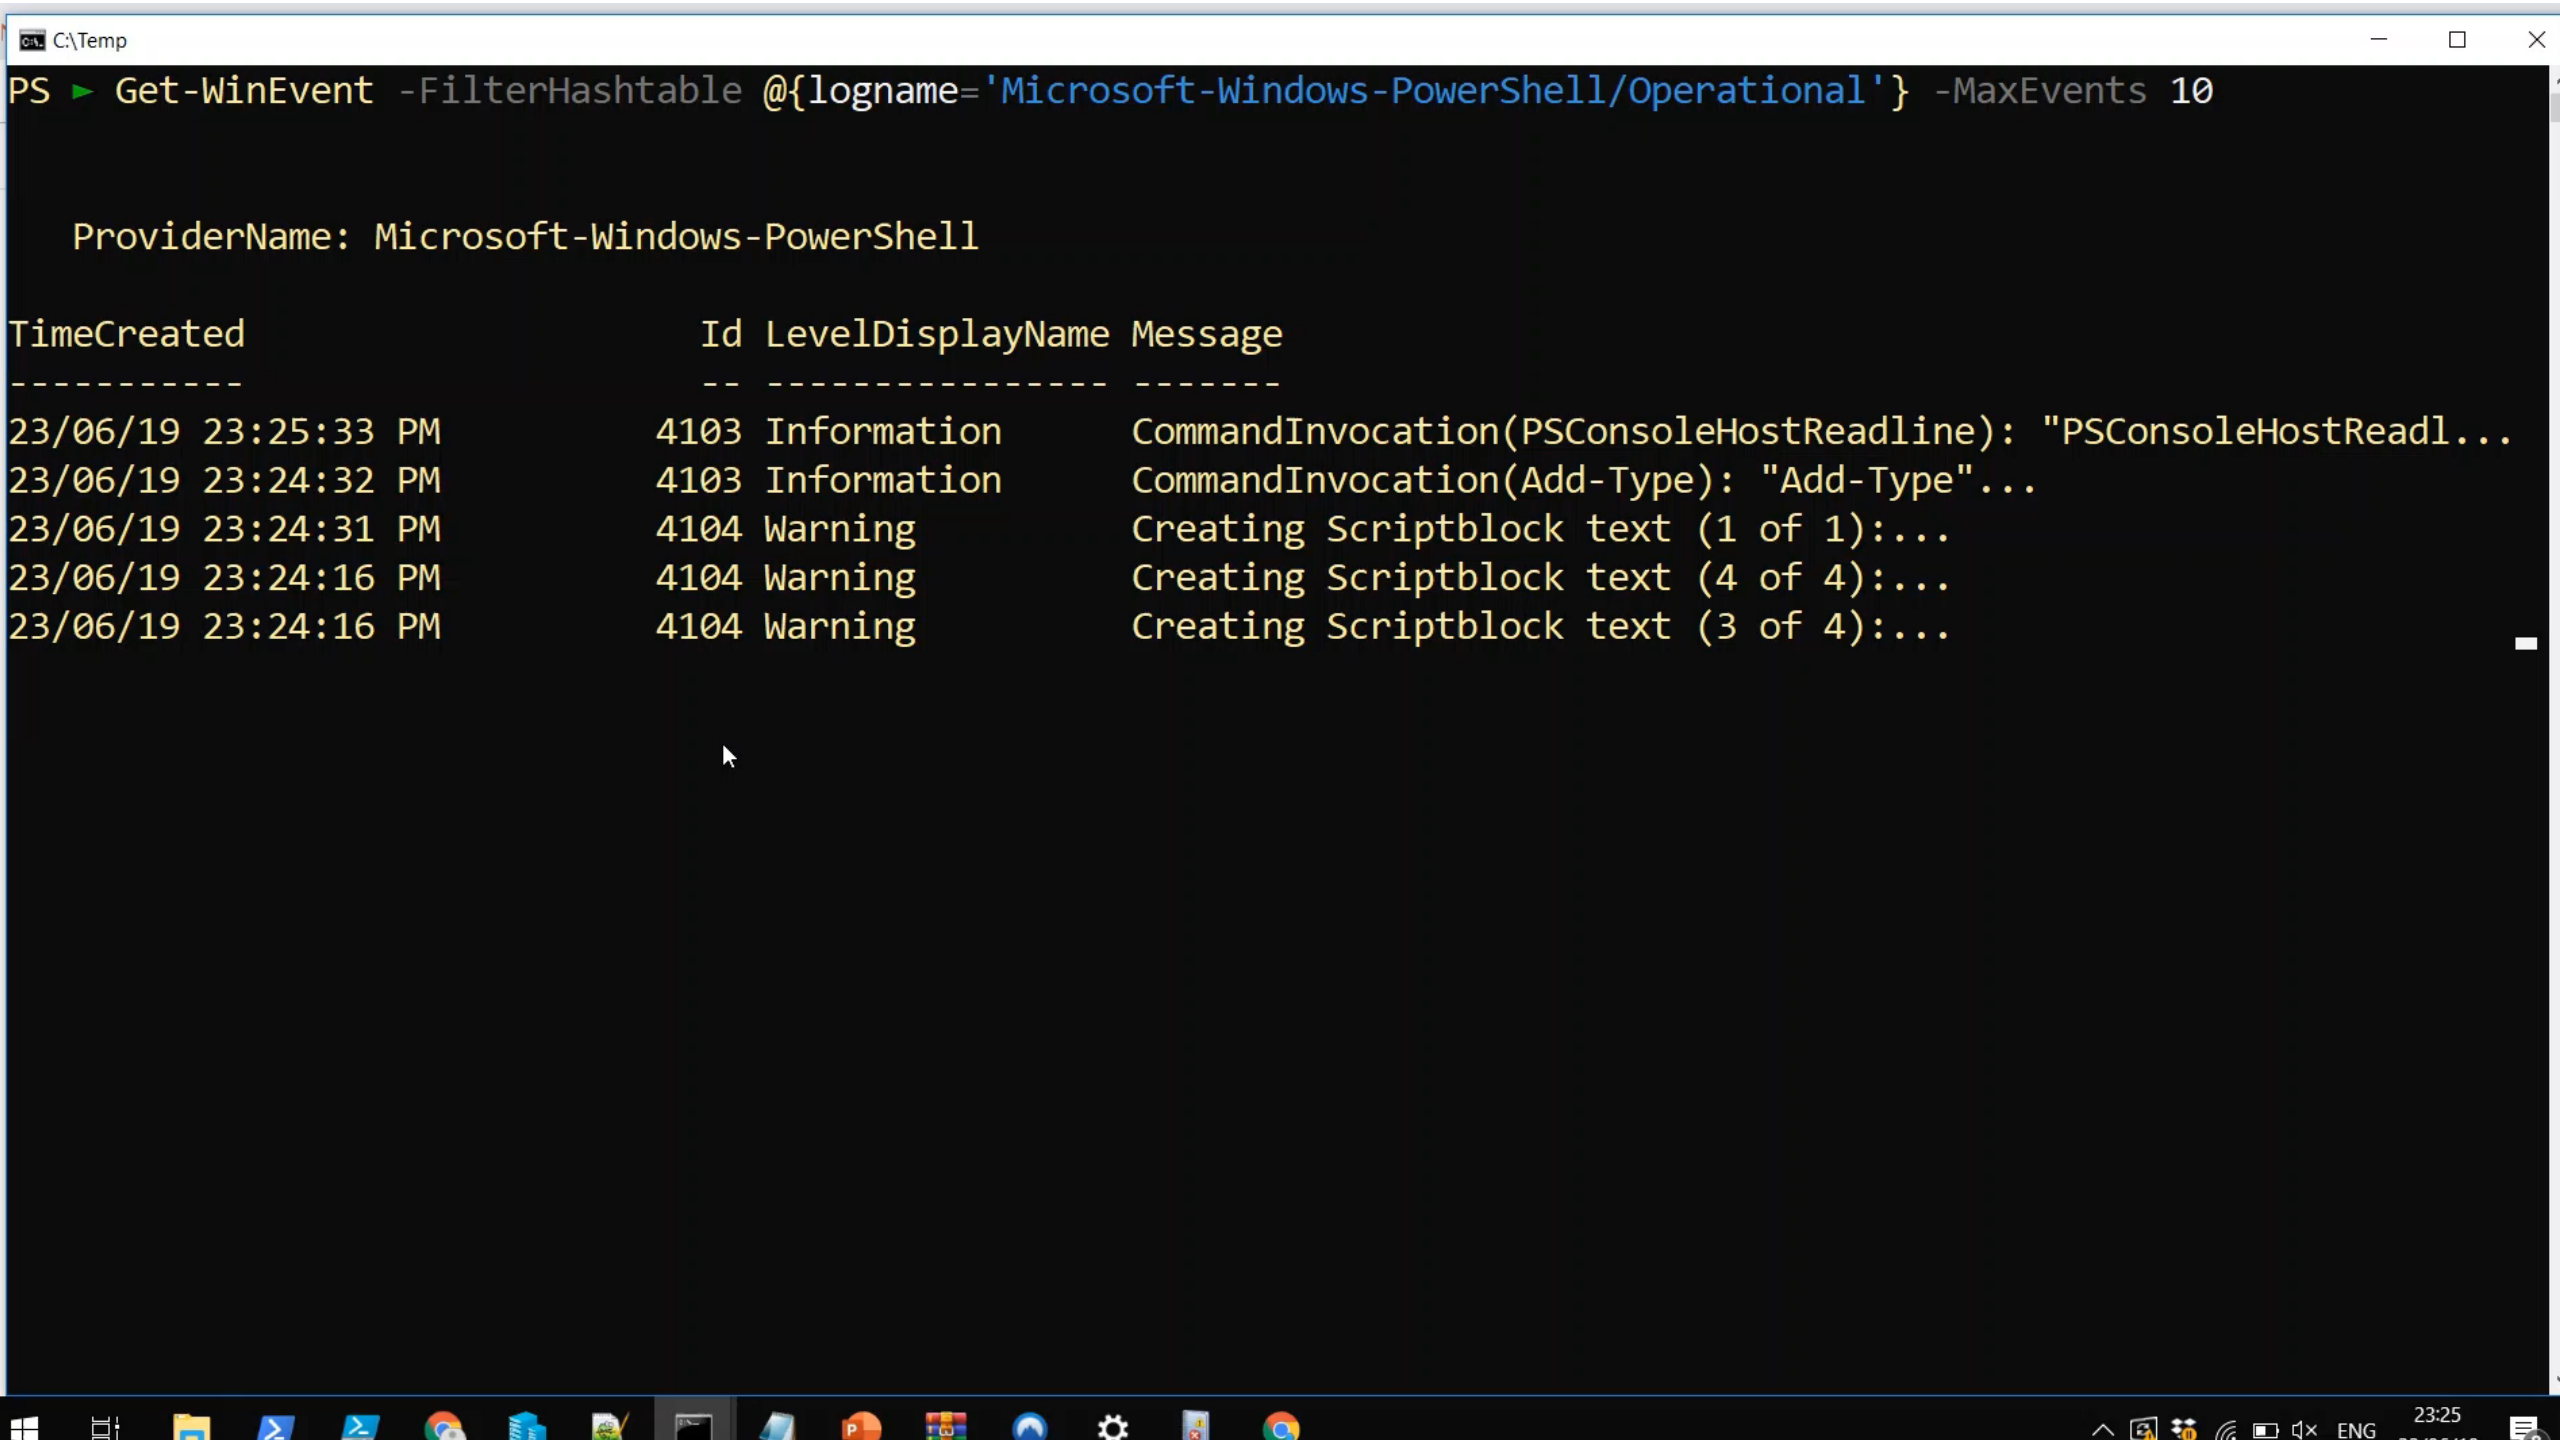 C:\Temp
PS ► Get-WinEvent -FilterHashtable @{logname='Microsoft-Windows-PowerShell/Operational'} -MaxEvents 10
ProviderName: Microsoft-Windows-PowerShell
TimeCreated Id LevelDisplayName Message
----------- -- ---------------- -------
23/06/19 23:25:33 PM 4103 Information CommandInvocation(PSConsoleHostReadline): "PSConsoleHostReadl...
23/06/19 23:24:32 PM 4103 Information CommandInvocation(Add-Type): "Add-Type"...
23/06/19 23:24:31 PM 4104 Warning Creating Scriptblock text (1 of 1):...
23/06/19 23:24:16 PM 4104 Warning Creating Scriptblock text (4 of 4):...
23/06/19 23:24:16 PM 4104 Warning Creating Scriptblock text (3 of 4):...
ENG 23:25